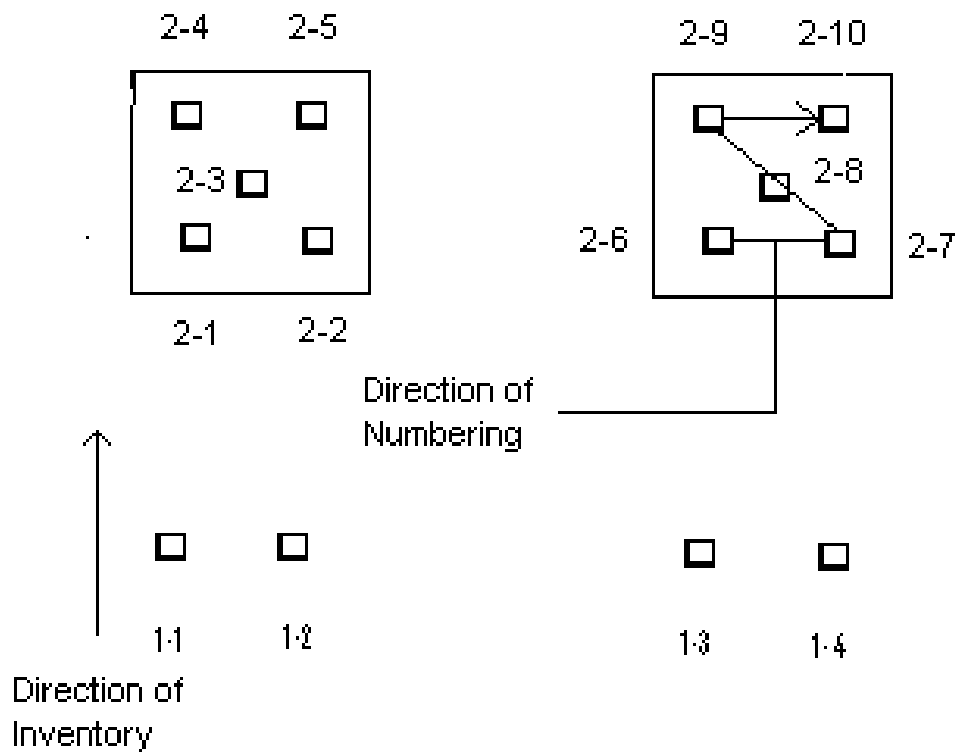 2-4 2-5 2-9 2-10
2-3 2-8
2-6 2-7
2-1 2-2
Direction of
Numbering
1-1 1-2 1-3 1-4
Direction of
Inventory